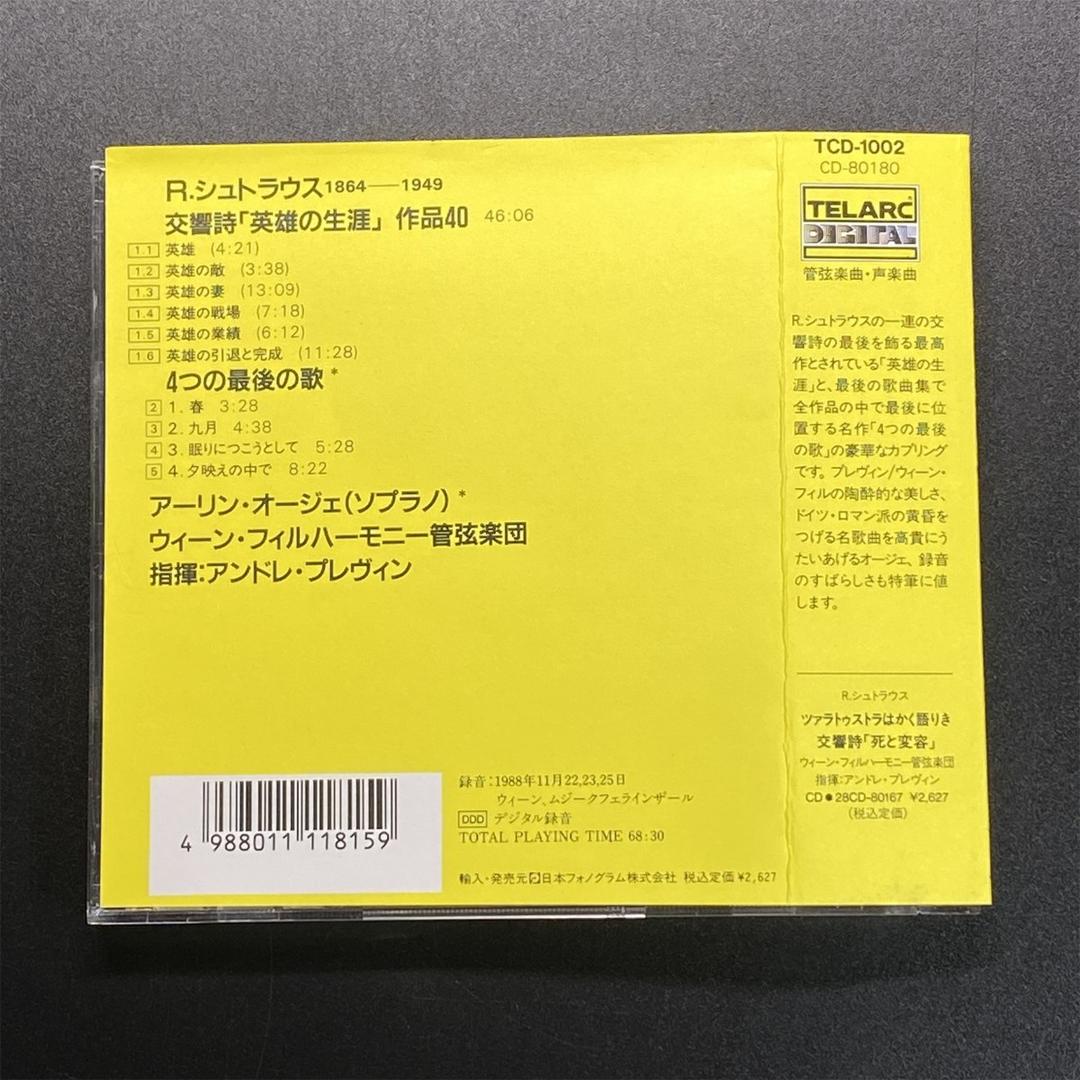 R.シュトラウス1864——1949
交響詩「英雄の生涯」作品40 46:06
1.1 英雄 (4:21)
1.2 英雄の敵 (3:38)
1.3 英雄の妻 (13:09)
1.4 英雄の戦場 (7:18)
1.5 英雄の業績 (6:12)
1.6 英雄の引退と完成 (11:28)
4つの最後の歌*
2 1. 春 3:28
3 2. 九月 4:38
4 3. 眠りにつこうとして 5:28
5 4. 夕映えの中で 8:22
アーリン・オージェ(ソプラノ)*
ウィーン・フィルハーモニー管弦楽団
指揮:アンドレ・プレヴィン
4 988011 118159
録音:1988年11月22,23,25日
ウィーン、ムジークフェラインザール
DDD デジタル録音
TOTAL PLAYING TIME 68:30
輸入・発売元 日本フォノグラム株式会社 税込定価¥2,627
TCD-1002
CD-80180
TELARC
DIGITAL
管弦楽曲・声楽曲
R.シュトラウスの一連の交
響詩の最後を飾る最高
作とされている「英雄の生
涯」と、最後の歌曲集で
全作品の中で最後に位
置する名作「4つの最後
の歌」の豪華なカプリング
です。プレヴィン/ウィーン・
フィルの陶酔的な美しさ、
ドイツ・ロマン派の黄昏を
つげる名歌曲を高貴にう
たいあげるオージェ、録音
のすばらしさも特筆に値
します。
R.シュトラウス
ツァラトゥストラはかく語りき
交響詩「死と変容」
ウィーン・フィルハーモニー管弦楽団
指揮:アンドレ・プレヴィン
CD●28CD-80167 ¥2,627
(税込定価)